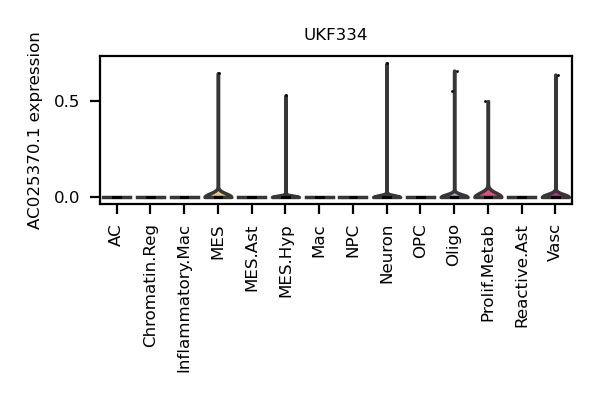 UKF334
AC025370.1 expression
0.5
0.0
AC
Chromatin.Reg
Inflammatory.Mac
MES
MES.Ast
MES.Hyp
Mac
NPC
Neuron
OPC
Oligo
Prolif.Metab
Reactive.Ast
Vasc